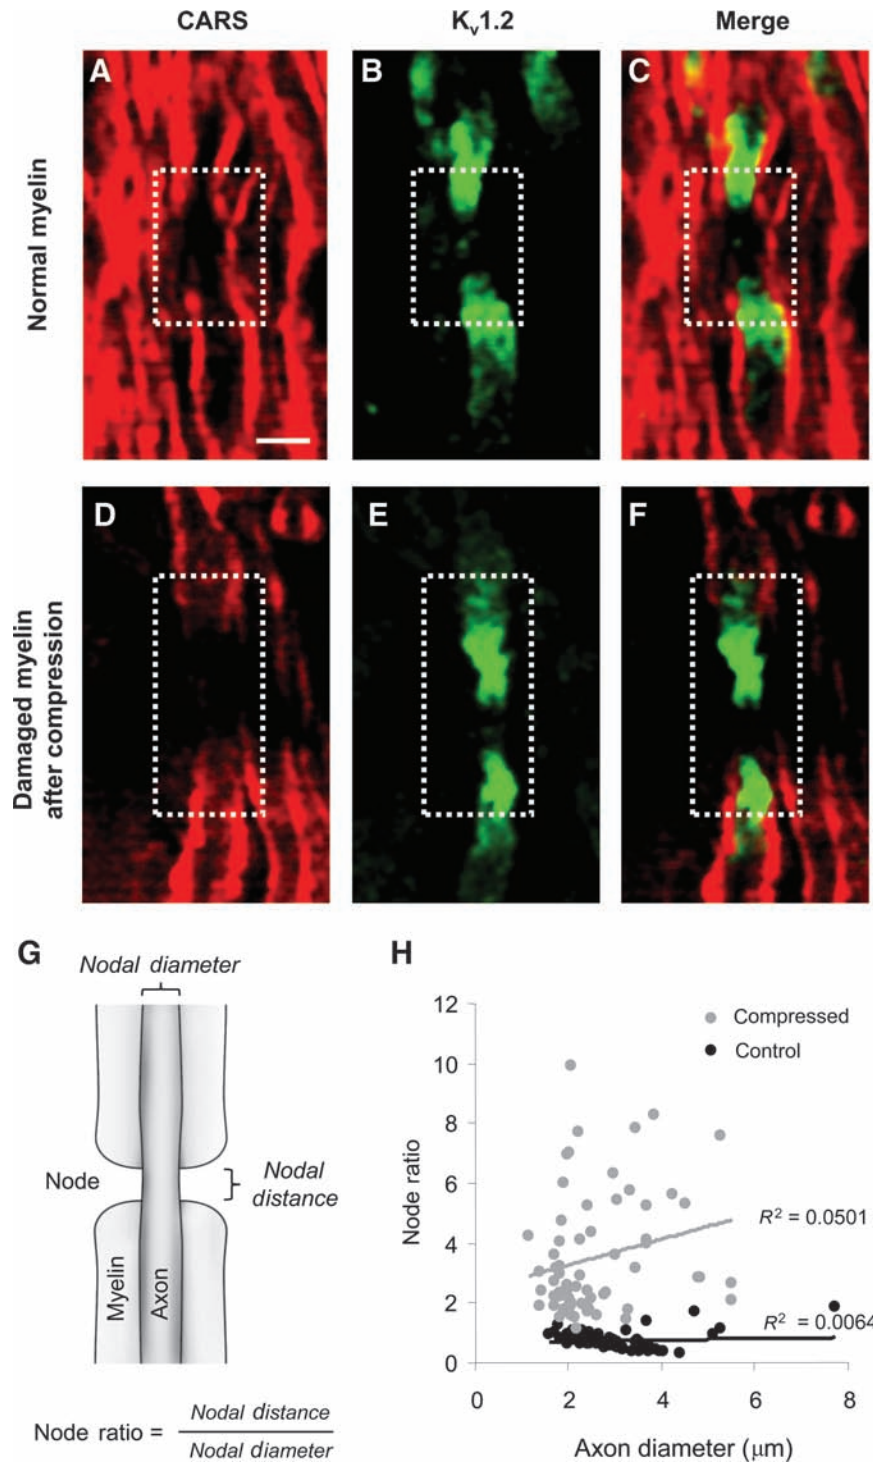 CARS
Kv1.2
Merge
Normal myelin
A
B
C
Damaged myelin
after compression
D
E
F
G
Nodal diameter
Node
Nodal
distance
Myelin
Axon
Node ratio = Nodal distance
Nodal diameter
H
12
10
8
6
4
2
0
Node ratio
Compressed
Control
R² = 0.0501
R² = 0.0064
0
2
4
6
8
Axon diameter (μm)